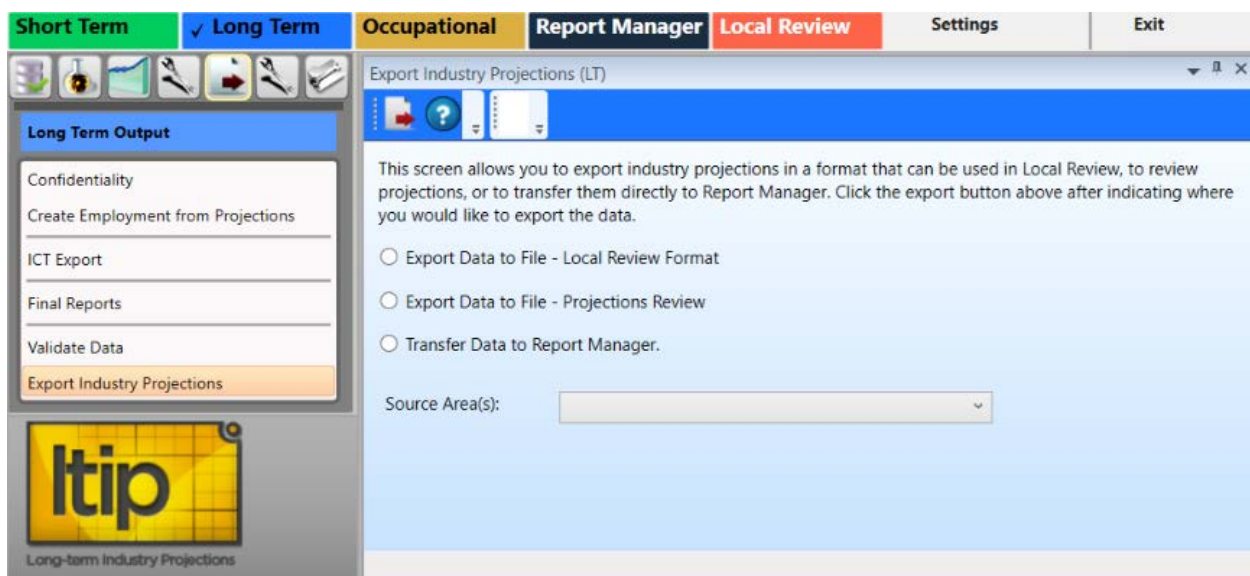 Short Term
✓ Long Term
Occupational
Report Manager
Local Review
Settings
Exit
Long Term Output
Confidentiality
Create Employment from Projections
ICT Export
Final Reports
Validate Data
Export Industry Projections
ltip
Long-term Industry Projections
Export Industry Projections (LT)
This screen allows you to export industry projections in a format that can be used in Local Review, to review
projections, or to transfer them directly to Report Manager. Click the export button above after indicating where
you would like to export the data.
Export Data to File - Local Review Format
Export Data to File - Projections Review
Transfer Data to Report Manager.
Source Area(s):